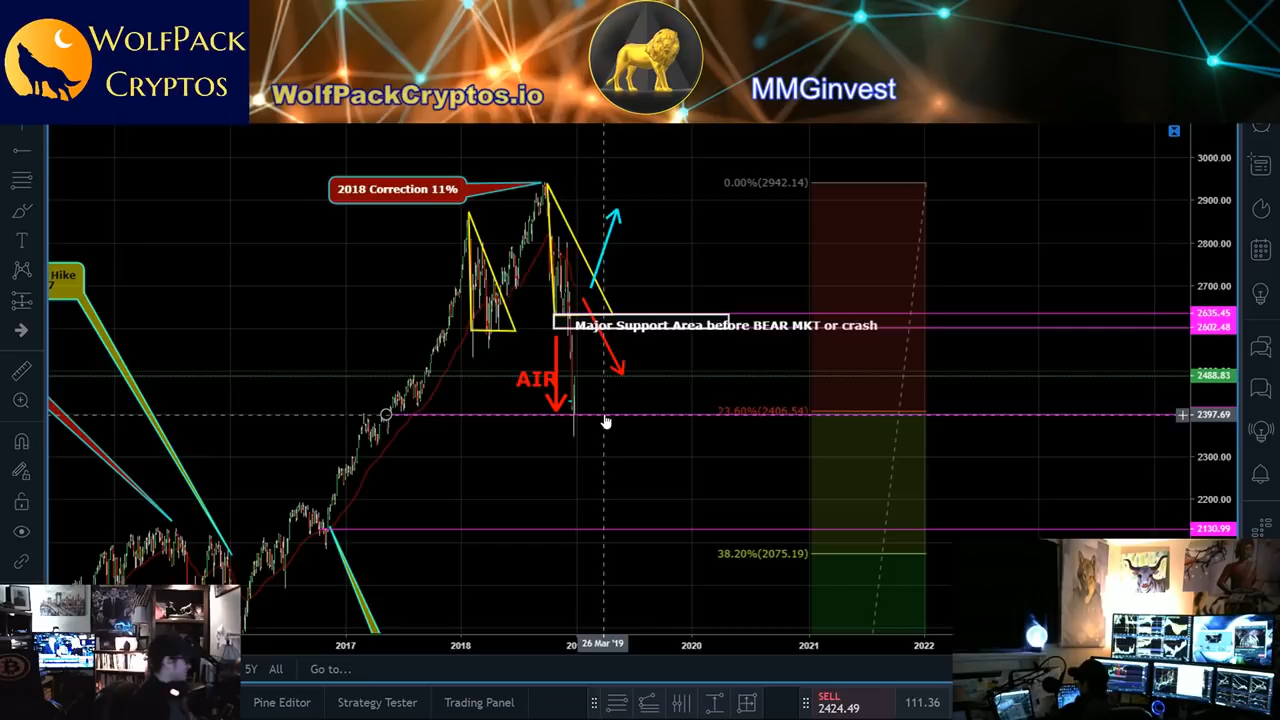 WOLFPACK
CRYPTOS
WolfPackCryptos.io
MMGinvest
3000.00
2018 Correction 11%
0.00%(2942.14)
2900.00
2800.00
Hike
7
2700.00
2635.45
Major Support Area before BEAR MKT or crash
2602.48
AIR
2488.83
23.60%(2406.54)
2397.69
2300.00
2200.00
2130.99
38.20%(2075.19)
2017
2018
20
26 Mar '19
2020
2021
2022
5Y
All
Go to...
Pine Editor
Strategy Tester
Trading Panel
SELL
2424.49
111.36